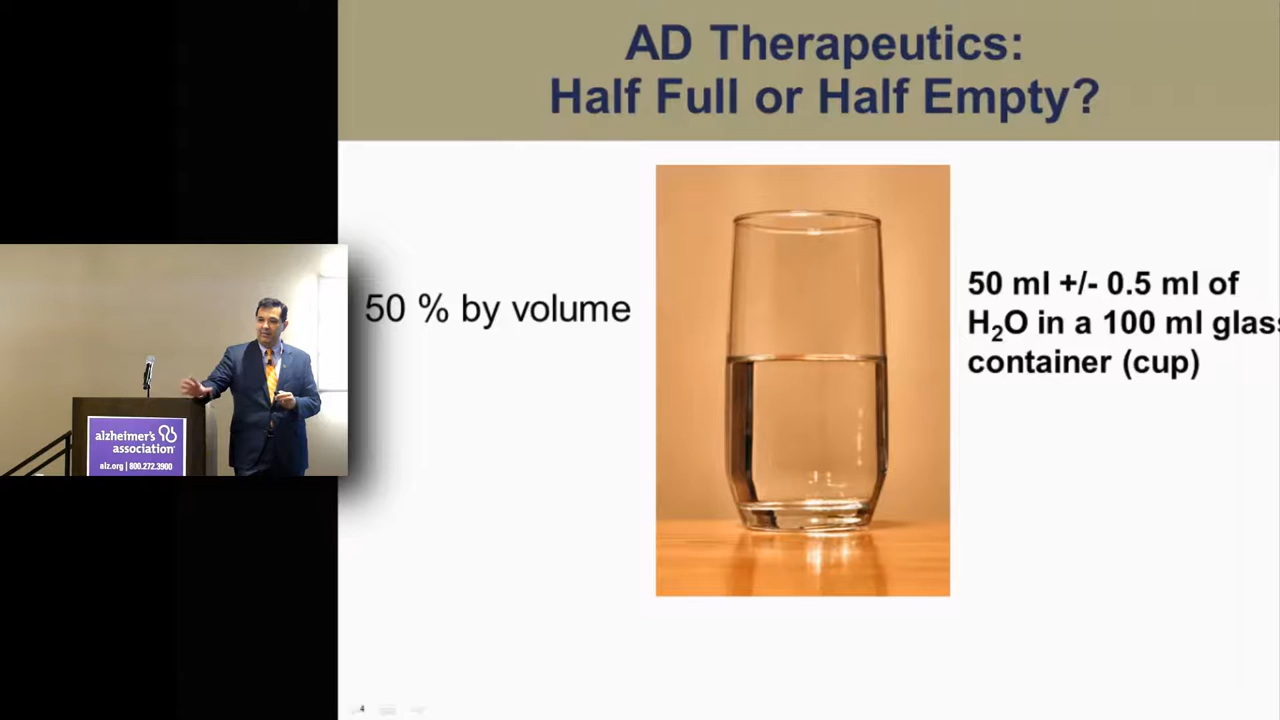 AD Therapeutics:
Half Full or Half Empty?
50 % by volume
50 ml +/- 0.5 ml of
H₂O in a 100 ml glass
container (cup)
alzheimer's
association
alz.org | 800.272.3900
4